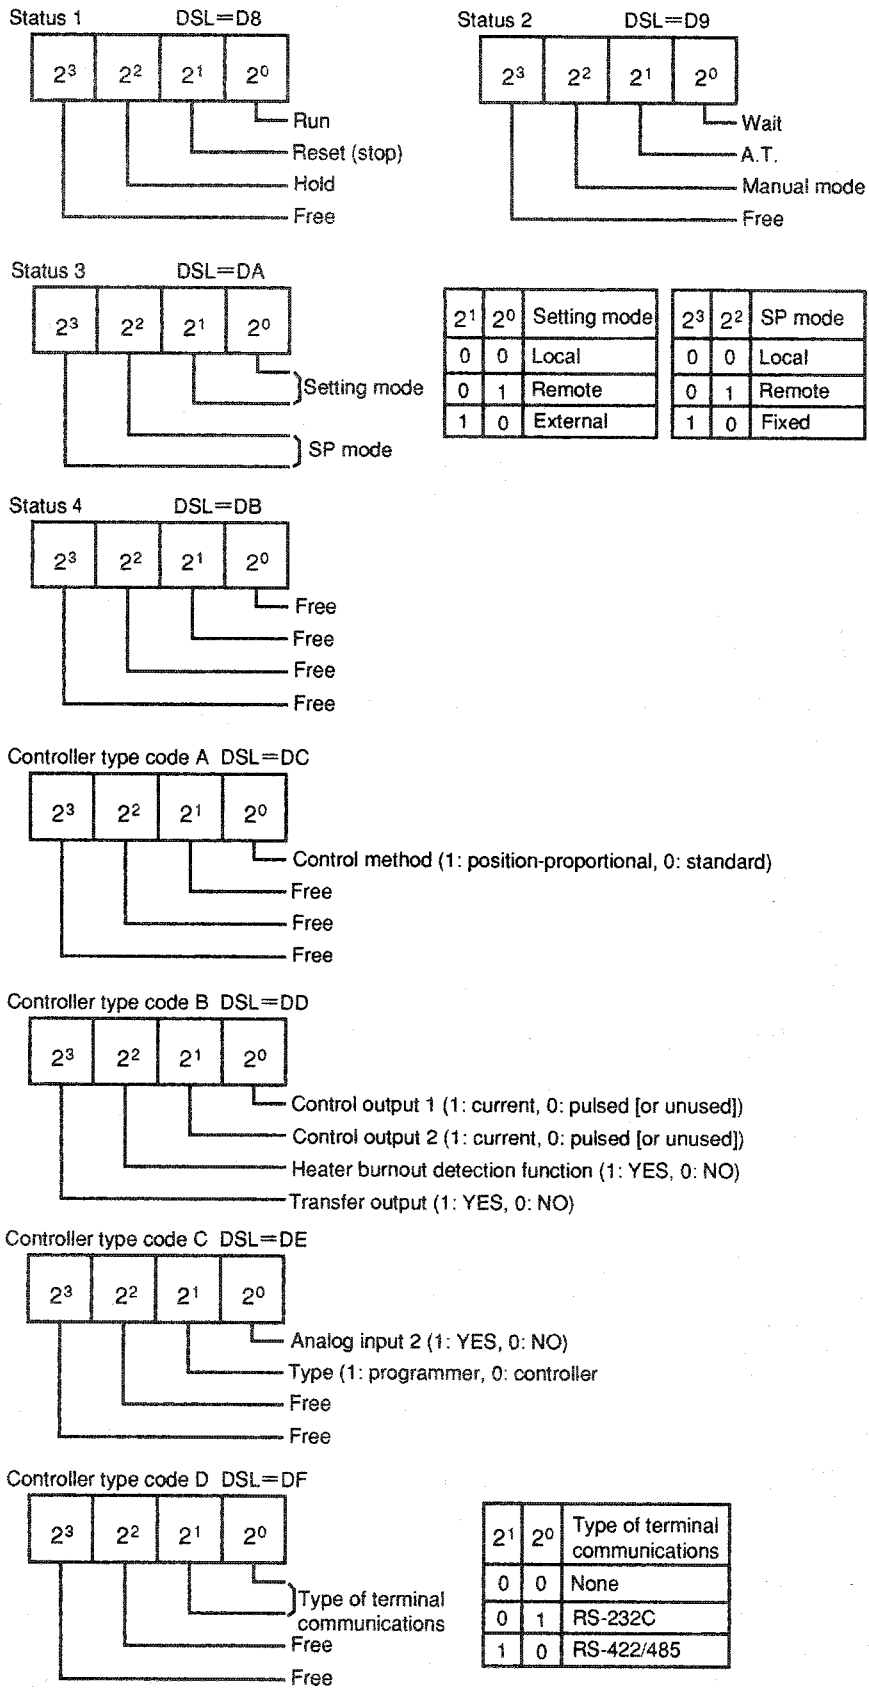 Status 1 DSL=D8
2³ 2² 2¹ 2⁰
Run
Reset (stop)
Hold
Free
Status 2 DSL=D9
2³ 2² 2¹ 2⁰
Wait
A.T.
Manual mode
Free
Status 3 DSL=DA
2³ 2² 2¹ 2⁰
Setting mode
SP mode
2¹ 2⁰ Setting mode
0 0 Local
0 1 Remote
1 0 External
2³ 2² SP mode
0 0 Local
0 1 Remote
1 0 Fixed
Status 4 DSL=DB
2³ 2² 2¹ 2⁰
Free
Free
Free
Free
Controller type code A DSL=DC
2³ 2² 2¹ 2⁰
Control method (1: position-proportional, 0: standard)
Free
Free
Free
Controller type code B DSL=DD
2³ 2² 2¹ 2⁰
Control output 1 (1: current, 0: pulsed [or unused])
Control output 2 (1: current, 0: pulsed [or unused])
Heater burnout detection function (1: YES, 0: NO)
Transfer output (1: YES, 0: NO)
Controller type code C DSL=DE
2³ 2² 2¹ 2⁰
Analog input 2 (1: YES, 0: NO)
Type (1: programmer, 0: controller
Free
Free
Controller type code D DSL=DF
2³ 2² 2¹ 2⁰
Type of terminal
communications
Free
Free
2¹ 2⁰ Type of terminal
communications
0 0 None
0 1 RS-232C
1 0 RS-422/485